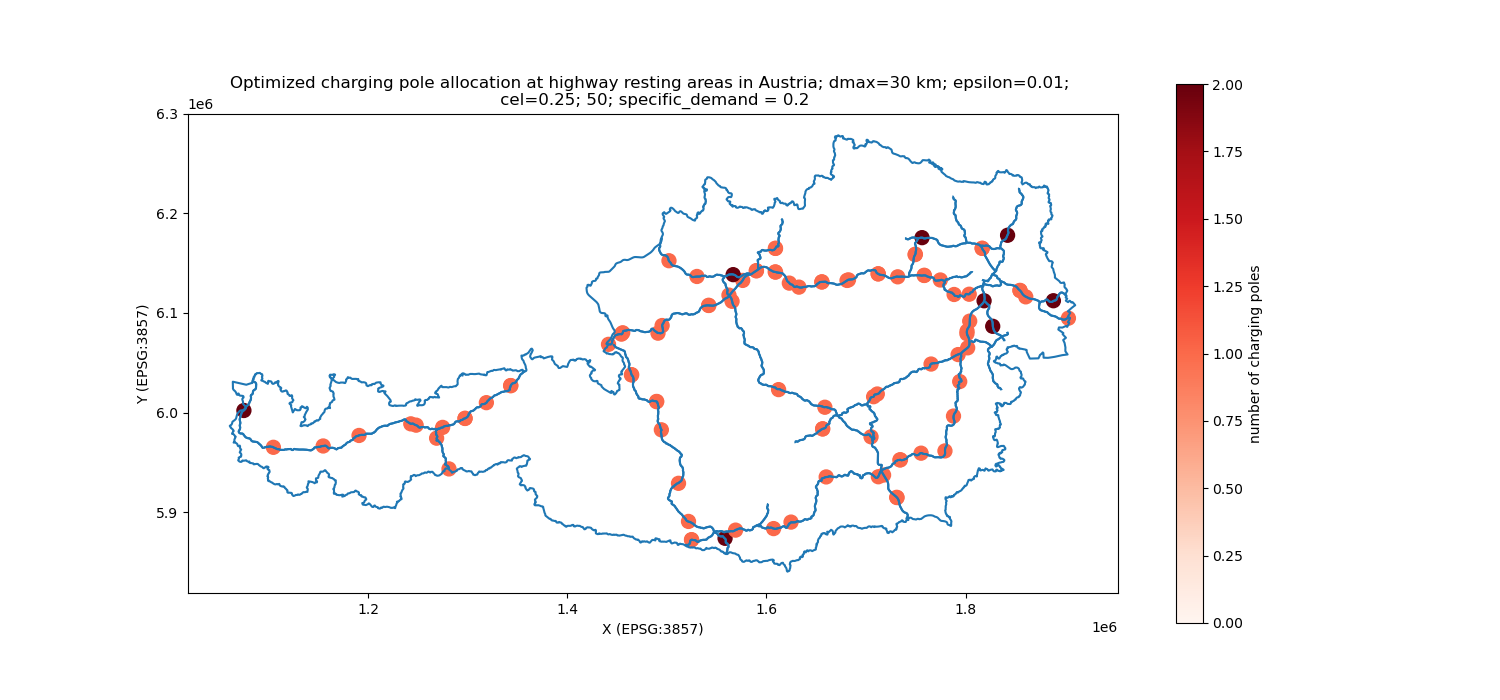 Optimized charging pole allocation at highway resting areas in Austria; dmax=30 km; epsilon=0.01;
cel=0.25; 50; specific_demand = 0.2
1e6
6.3
6.2
6.1
6.0
5.9
Y (EPSG:3857)
1.2
1.4
1.6
1.8
1e6
X (EPSG:3857)
2.00
1.75
1.50
1.25
1.00
0.75
0.50
0.25
0.00
number of charging poles